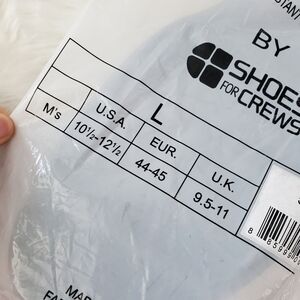 BY
SHOES
FOR CREWS
L
U.S.A. EUR. U.K.
M's 10½-12½ 44-45 9.5-11